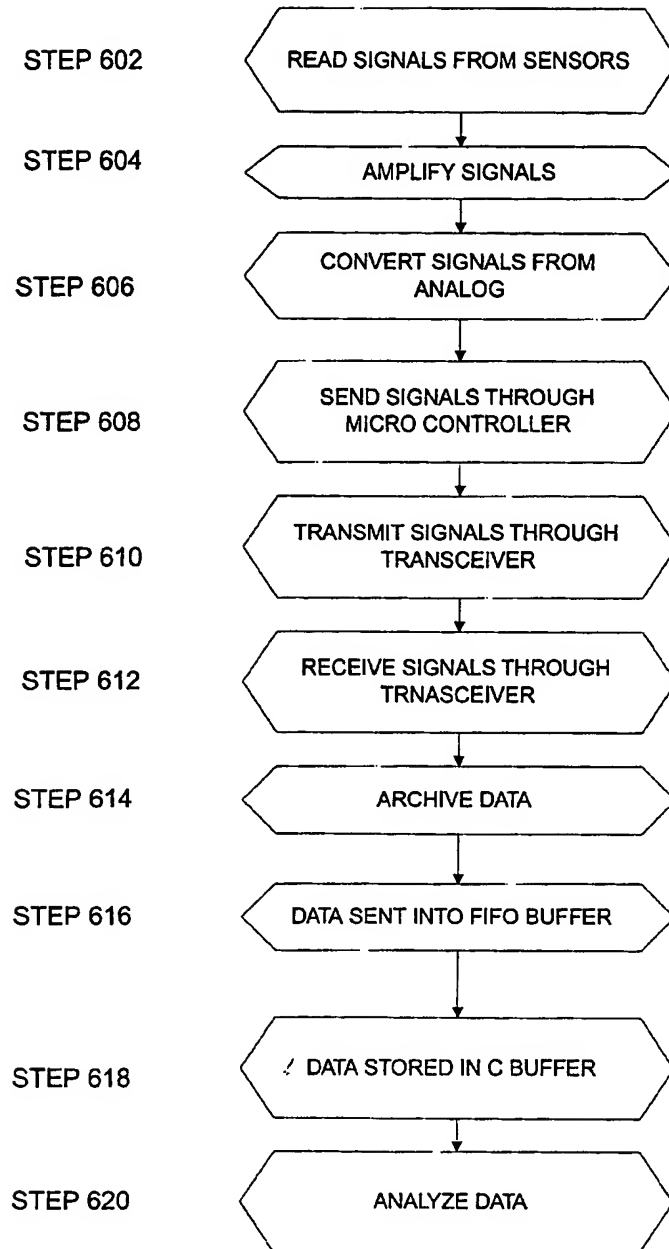 STEP 602
READ SIGNALS FROM SENSORS
STEP 604
AMPLIFY SIGNALS
STEP 606
CONVERT SIGNALS FROM
ANALOG
STEP 608
SEND SIGNALS THROUGH
MICRO CONTROLLER
STEP 610
TRANSMIT SIGNALS THROUGH
TRANSCEIVER
STEP 612
RECEIVE SIGNALS THROUGH
TRNASCEIVER
STEP 614
ARCHIVE DATA
STEP 616
DATA SENT INTO FIFO BUFFER
STEP 618
DATA STORED IN C BUFFER
STEP 620
ANALYZE DATA